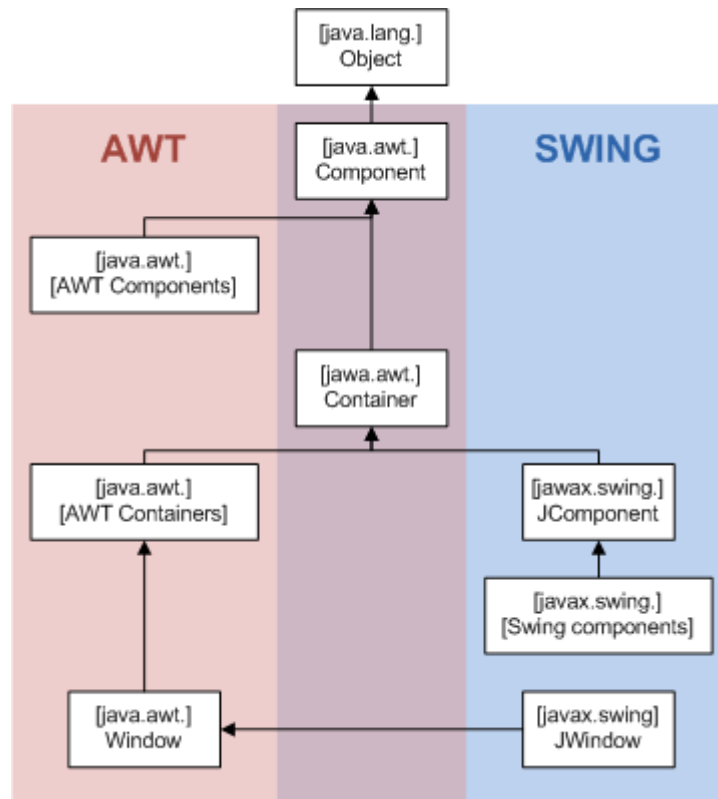 [java.lang.]
Object
AWT
SWING
[java.awt.]
Component
[java.awt.]
[AWT Components]
[jawa.awt.]
Container
[java.awt.]
[AWT Containers]
[jawax.swing.]
JComponent
[javax.swing.]
[Swing components]
[java.awt.]
Window
[javax.swing]
JWindow